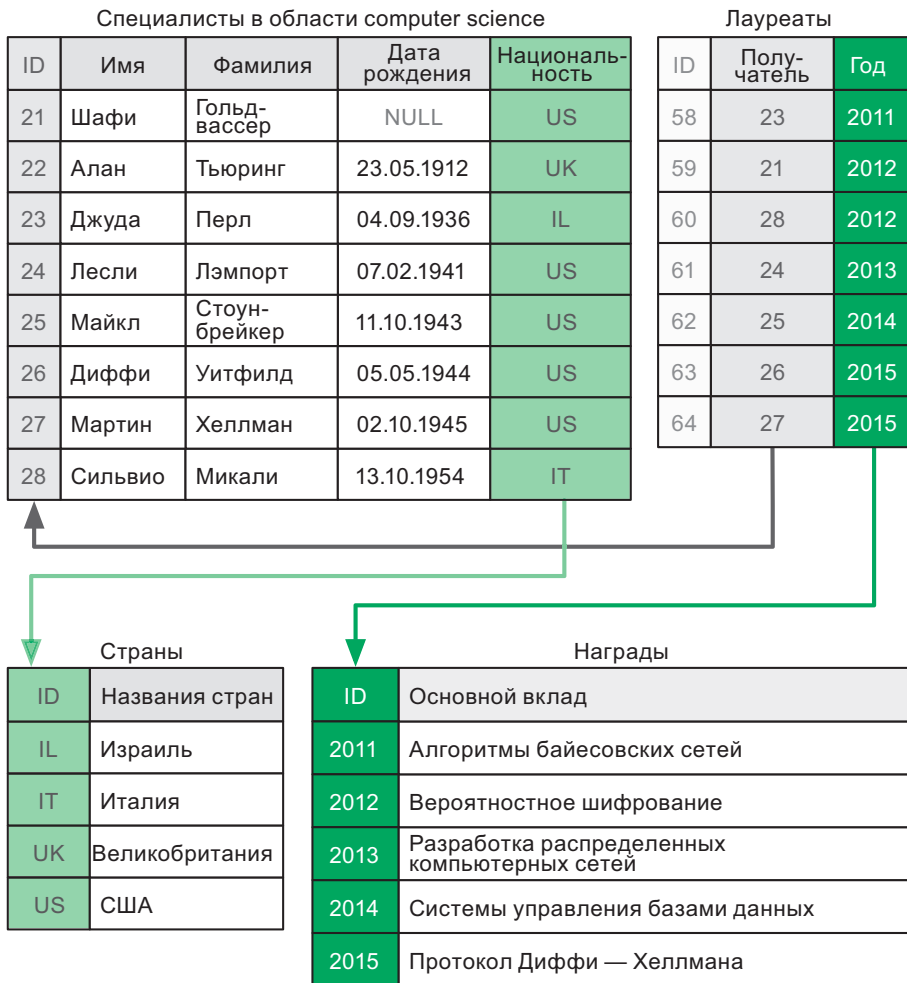 Специалисты в области computer science
ID Имя Фамилия Дата рождения Националь-
ность
21 Шафи Гольд-
вассер NULL US
22 Алан Тьюринг 23.05.1912 UK
23 Джуда Перл 04.09.1936 IL
24 Лесли Лэмпорт 07.02.1941 US
25 Майкл Стоун-
брейкер 11.10.1943 US
26 Диффи Уитфилд 05.05.1944 US
27 Мартин Хеллман 02.10.1945 US
28 Сильвио Микали 13.10.1954 IT
Лауреаты
ID Полу-
чатель Год
58 23 2011
59 21 2012
60 28 2012
61 24 2013
62 25 2014
63 26 2015
64 27 2015
Страны
ID Названия стран
IL Израиль
IT Италия
UK Великобритания
US США
Награды
ID Основной вклад
2011 Алгоритмы байесовских сетей
2012 Вероятностное шифрование
2013 Разработка распределенных
компьютерных сетей
2014 Системы управления базами данных
2015 Протокол Диффи — Хеллмана